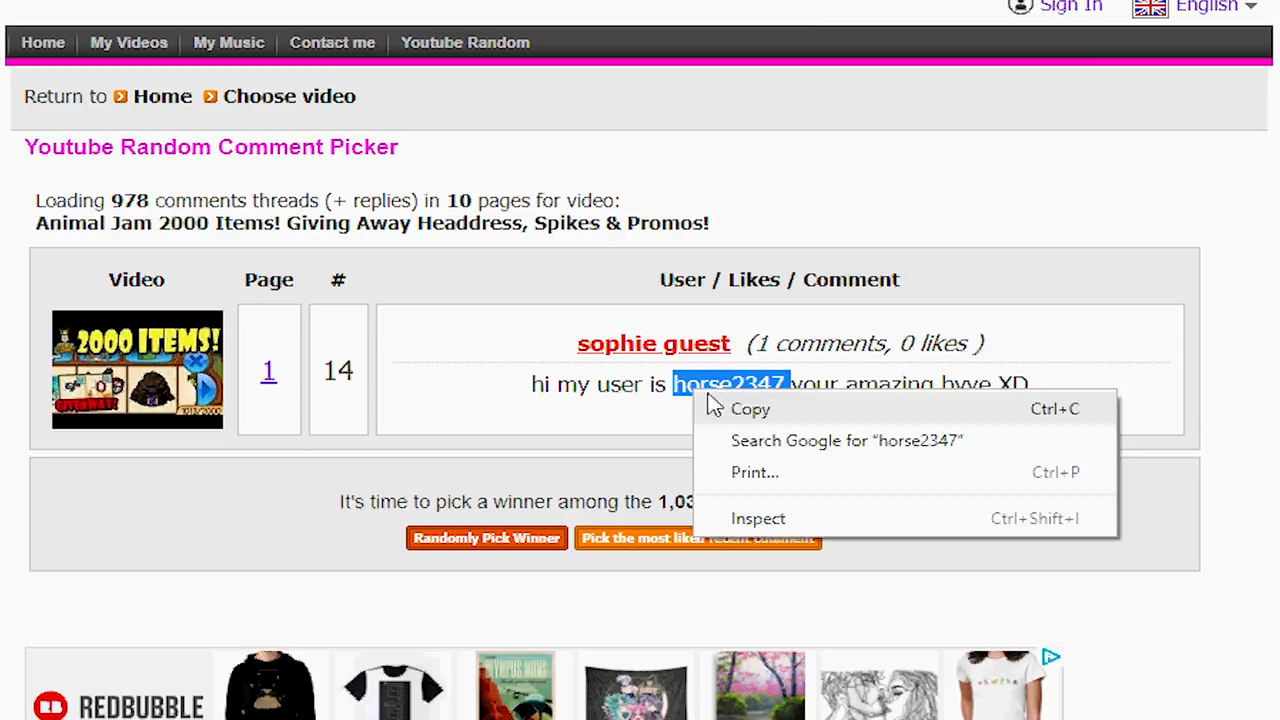 Sign In English
Home My Videos My Music Contact me Youtube Random
Return to Home Choose video
Youtube Random Comment Picker
Loading 978 comments threads (+ replies) in 10 pages for video:
Animal Jam 2000 Items! Giving Away Headdress, Spikes & Promos!
Video Page # User / Likes / Comment
2000 ITEMS!
GIVEAWAY!
1 14
sophie guest (1 comments, 0 likes )
hi my user is horse2347 your amazing byye XD
Copy Ctrl+C
Search Google for “horse2347”
Print... Ctrl+P
Inspect Ctrl+Shift+I
It's time to pick a winner among the 1,03
Randomly Pick Winner Pick the most liked recent comment
REDBUBBLE